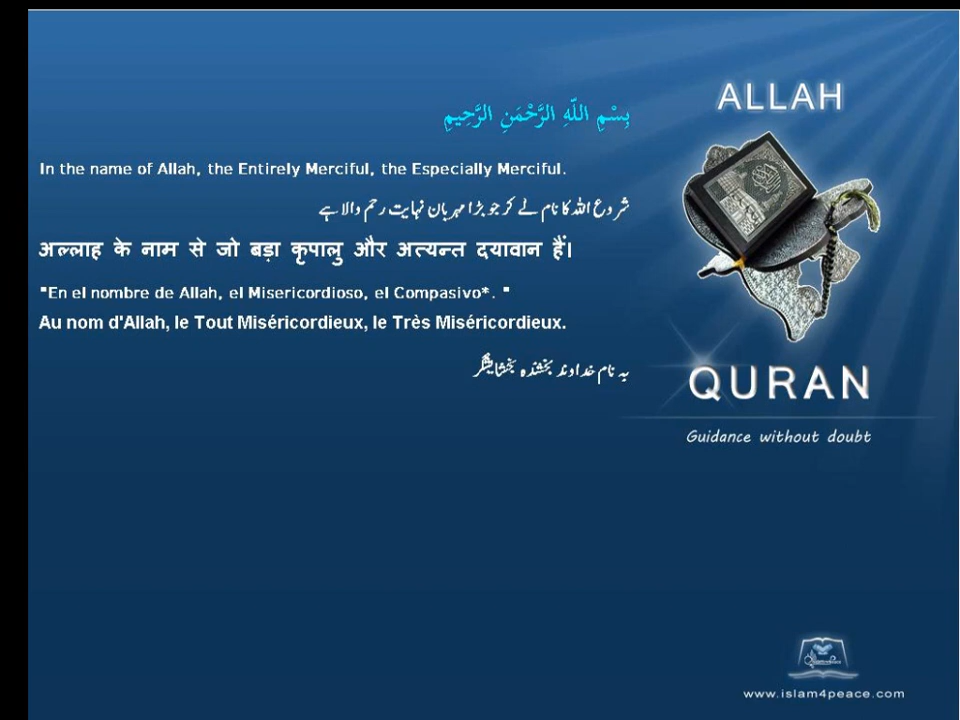 بِسْمِ اللَّهِ الرَّحْمَنِ الرَّحِيمِ
In the name of Allah, the Entirely Merciful, the Especially Merciful.
شروع الله کا نام لے کر جو بڑا مہربان نہایت رحم والا ہے
अल्लाह के नाम से जो बड़ा कृपालु और अत्यन्त दयावान हैं।
"En el nombre de Allah, el Misericordioso, el Compasivo*. "
Au nom d'Allah, le Tout Miséricordieux, le Très Miséricordieux.
به نام خداوند بخشنده بخشایشگر
ALLAH
QURAN
Guidance without doubt
www.islam4peace.com